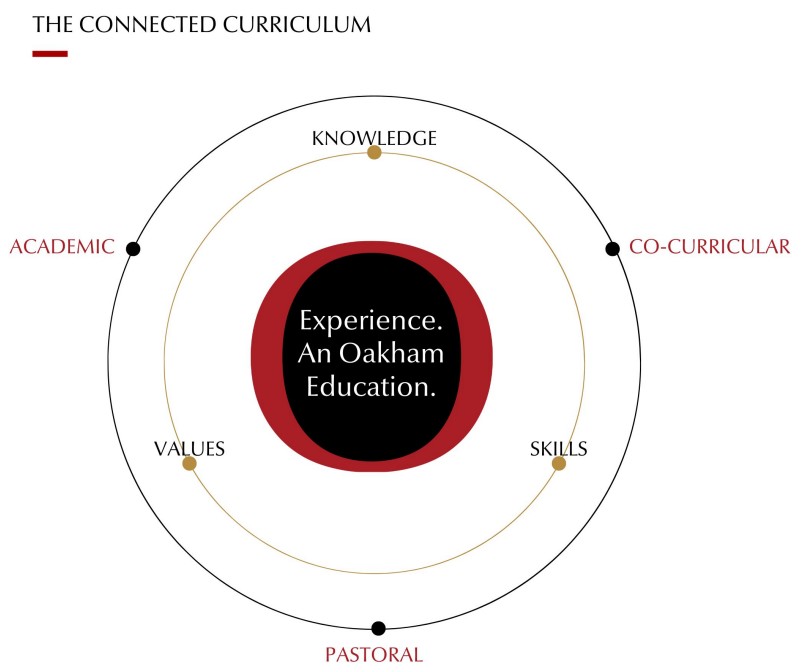 THE CONNECTED CURRICULUM
KNOWLEDGE
ACADEMIC
CO-CURRICULAR
Experience.
An Oakham
Education.
VALUES
SKILLS
PASTORAL